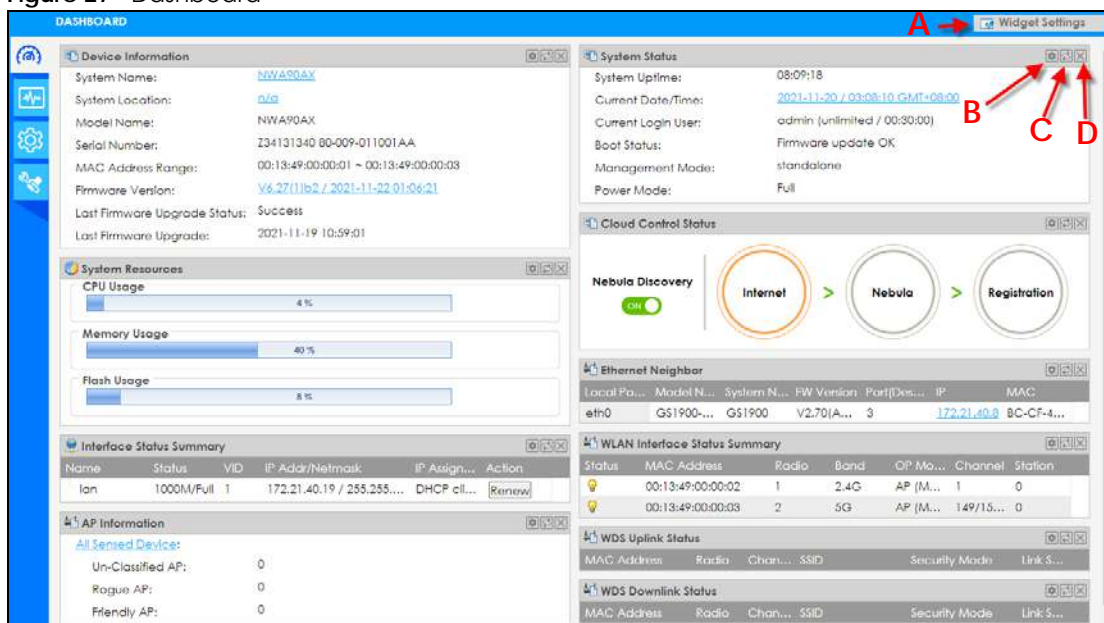 Figure 27 Dashboard
DASHBOARD
A
Widget Settings
Device Information
System Name: NWA90AX
System Location: n/a
Model Name: NWA90AX
Serial Number: Z34131340 80-009-011001AA
MAC Address Range: 00:13:49:00:00:01 ~ 00:13:49:00:00:03
Firmware Version: V6.27(1)b2 / 2021-11-22 01:06:21
Last Firmware Upgrade Status: Success
Last Firmware Upgrade: 2021-11-19 10:59:01
System Resources
CPU Usage
4 %
Memory Usage
40 %
Flash Usage
8 %
Interface Status Summary
Name Status VID IP Addr/Netmask IP Assign... Action
lan 1000M/Full 1 172.21.40.19 / 255.255.... DHCP cli... Renew
AP Information
All Sensed Device:
Un-Classified AP: 0
Rogue AP: 0
Friendly AP: 0
System Status
System Uptime: 08:09:18
Current Date/Time: 2021-11-20 / 03:08:10 GMT+08:00
Current Login User: admin (unlimited / 00:30:00)
Boot Status: Firmware update OK
Management Mode: standalone
Power Mode: Full
B
C
D
Cloud Control Status
Nebula Discovery
ON
Internet > Nebula > Registration
Ethernet Neighbor
Local Po... Model N... System N... FW Version Port(Des... IP MAC
eth0 GS1900-... GS1900 V2.70(A... 3 172.21.40.8 BC-CF-4...
WLAN Interface Status Summary
Status MAC Address Radio Band OP Mo... Channel Station
00:13:49:00:00:02 1 2.4G AP (M... 1 0
00:13:49:00:00:03 2 5G AP (M... 149/15... 0
WDS Uplink Status
MAC Address Radio Chan... SSID Security Mode Link S...
WDS Downlink Status
MAC Address Radio Chan... SSID Security Mode Link S...